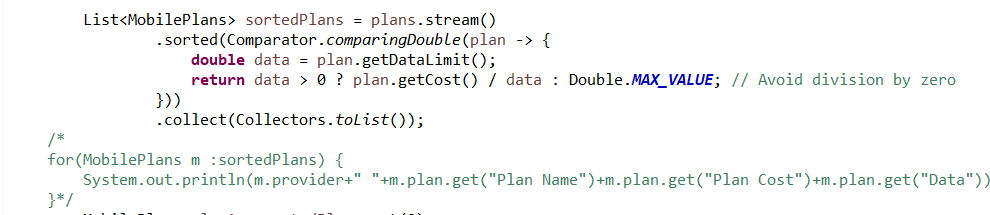 List<MobilePlans> sortedPlans = plans.stream()
.sorted(Comparator.comparingDouble(plan -> {
double data = plan.getDataLimit();
return data > 0 ? plan.getCost() / data : Double.MAX_VALUE; // Avoid division by zero
}))
.collect(Collectors.toList());
/*
for(MobilePlans m :sortedPlans) {
System.out.println(m.provider+" "+m.plan.get("Plan Name")+m.plan.get("Plan Cost")+m.plan.get("Data"))
}*/